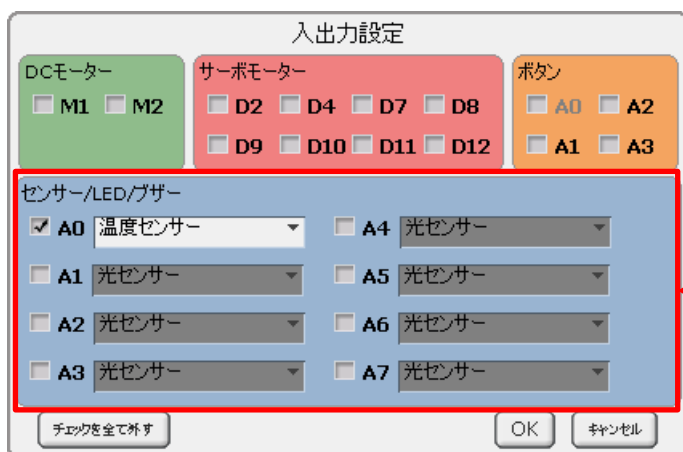 入出力設定
DCモーター
M1 M2
サーボモーター
D2 D4 D7 D8
D9 D10 D11 D12
ボタン
A0 A2
A1 A3
センサー/LED/ブザー
A0 温度センサー A4 光センサー
A1 光センサー A5 光センサー
A2 光センサー A6 光センサー
A3 光センサー A7 光センサー
チェックを全て外す OK キャンセル